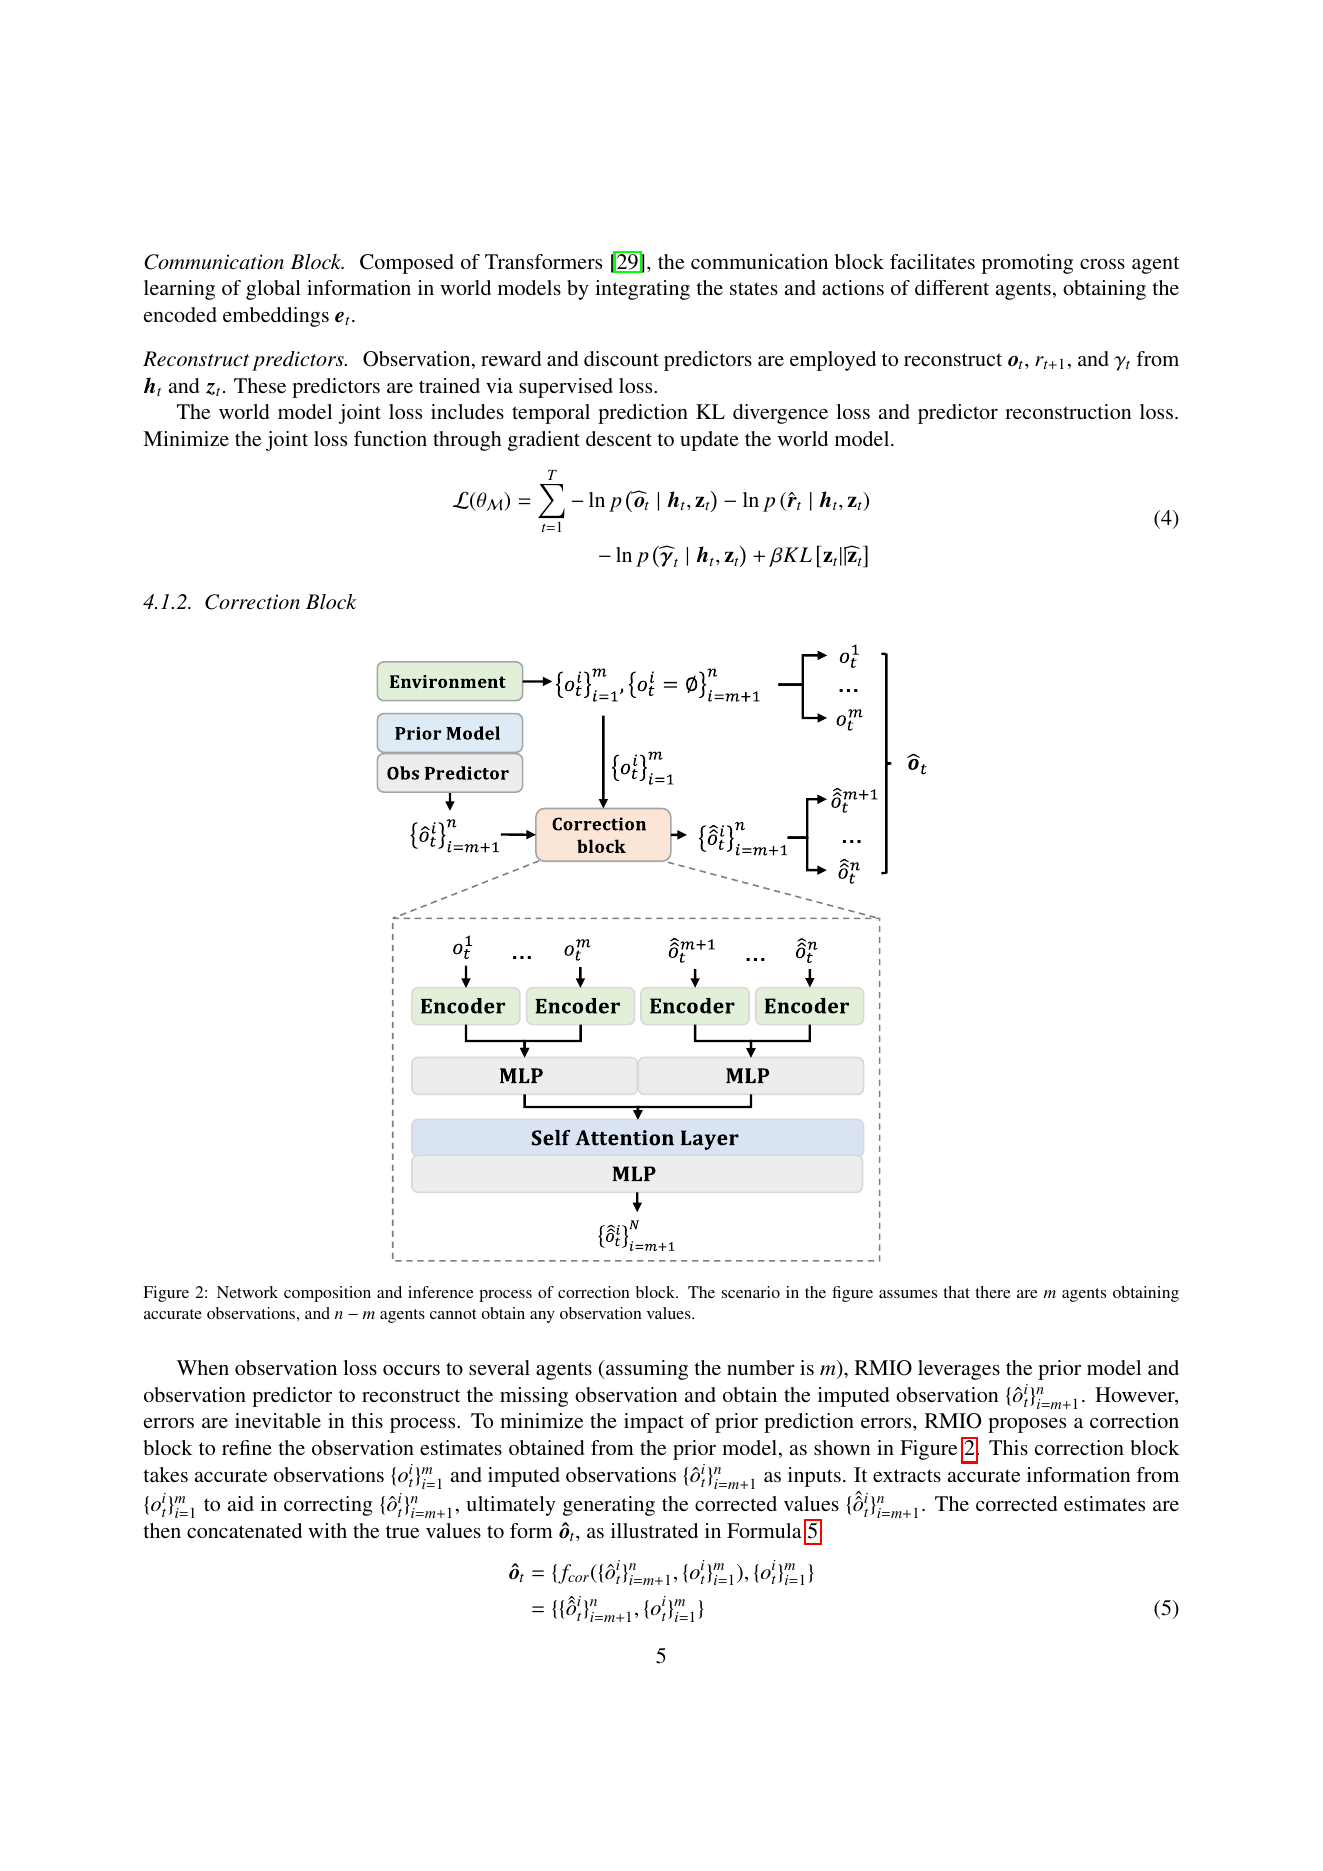 Communication Block. Composed of Transformers [29], the communication block facilitates promoting cross agent
learning of global information in world models by integrating the states and actions of different agents, obtaining the
encoded embeddings e_t.
Reconstruct predictors. Observation, reward and discount predictors are employed to reconstruct o_t, r_{t+1}, and γ_t from
h_t and z_t. These predictors are trained via supervised loss.
The world model joint loss includes temporal prediction KL divergence loss and predictor reconstruction loss.
Minimize the joint loss function through gradient descent to update the world model.
ℒ(θ_ℳ) = ∑_{t=1}^{T} − ln p(ô_t | h_t, z_t) − ln p(r̂_t | h_t, z_t)
(4)
− ln p(γ̂_t | h_t, z_t) + βKL[z_t||ẑ_t]
4.1.2. Correction Block
Environment
{o_t^i}_{i=1}^m, {o_t^i = ∅}_{i=m+1}^n
o_t^1
...
o_t^m
Prior Model
Obs Predictor
{o_t^i}_{i=1}^m
ô_t
{ô_t^i}_{i=m+1}^n
Correction
block
{ô̂_t^i}_{i=m+1}^n
ô̂_t^{m+1}
...
ô̂_t^n
o_t^1 ... o_t^m ô̂_t^{m+1} ... ô̂_t^n
Encoder Encoder Encoder Encoder
MLP MLP
Self Attention Layer
MLP
{ô̂_t^i}_{i=m+1}^N
Figure 2: Network composition and inference process of correction block. The scenario in the figure assumes that there are m agents obtaining
accurate observations, and n − m agents cannot obtain any observation values.
When observation loss occurs to several agents (assuming the number is m), RMIO leverages the prior model and
observation predictor to reconstruct the missing observation and obtain the imputed observation {ô_t^i}_{i=m+1}^n. However,
errors are inevitable in this process. To minimize the impact of prior prediction errors, RMIO proposes a correction
block to refine the observation estimates obtained from the prior model, as shown in Figure 2. This correction block
takes accurate observations {o_t^i}_{i=1}^m and imputed observations {ô_t^i}_{i=m+1}^n as inputs. It extracts accurate information from
{o_t^i}_{i=1}^m to aid in correcting {ô_t^i}_{i=m+1}^n, ultimately generating the corrected values {ô̂_t^i}_{i=m+1}^n. The corrected estimates are
then concatenated with the true values to form ô_t, as illustrated in Formula 5
ô_t = {f_{cor}({ô_t^i}_{i=m+1}^n, {o_t^i}_{i=1}^m), {o_t^i}_{i=1}^m}
= {{ô̂_t^i}_{i=m+1}^n, {o_t^i}_{i=1}^m}
(5)
5